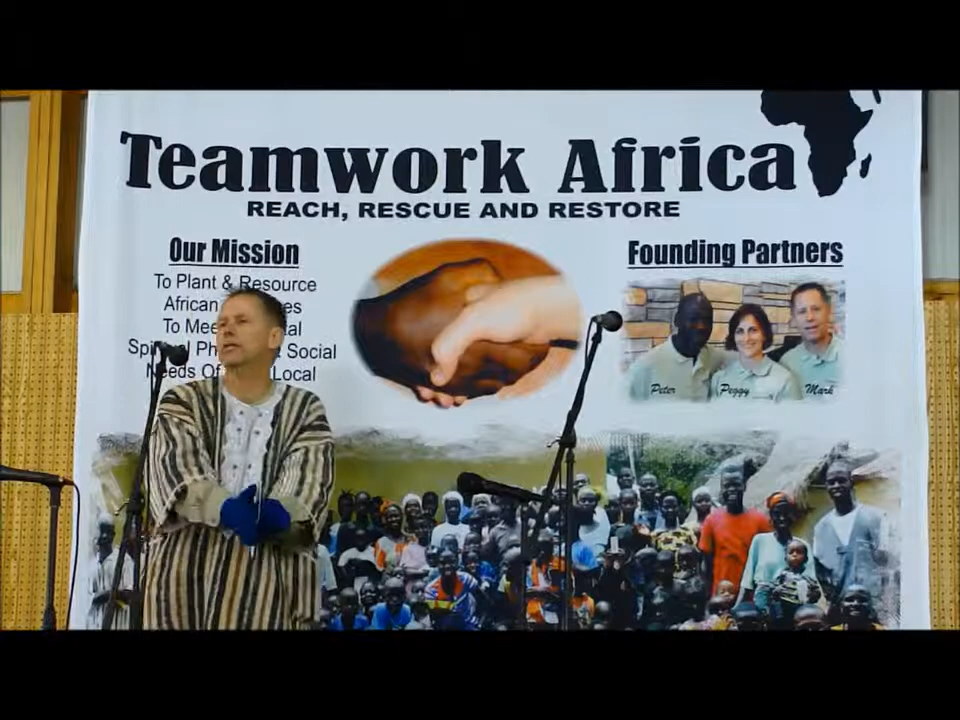 Teamwork Africa
REACH, RESCUE AND RESTORE
Our Mission
To Plant & Resource
African
To Mee
& Social
Needs Of Local
Founding Partners
Peter
Peggy
Mark